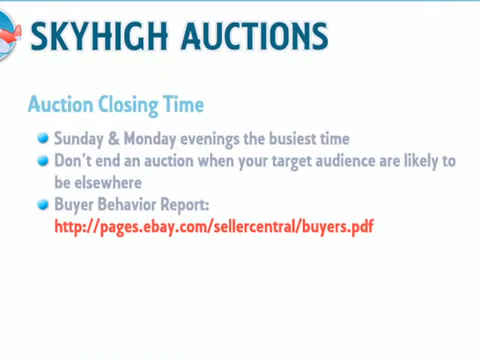 SKYHIGH AUCTIONS
Auction Closing Time
Sunday & Monday evenings the busiest time
Don't end an auction when your target audience are likely to
be elsewhere
Buyer Behavior Report:
http://pages.ebay.com/sellercentral/buyers.pdf